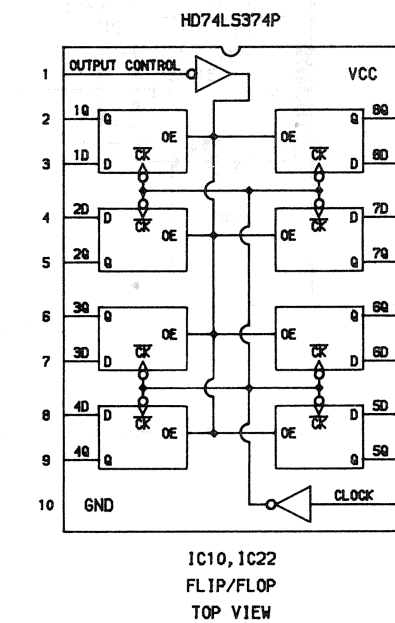 HD74LS374P
1 OUTPUT CONTROL VCC
2 1Q Q OE OE Q 8Q
3 1D D CK CK D 8D
4 2D D CK CK D 7D
5 2Q Q OE OE Q 7Q
6 3Q Q OE OE Q 6Q
7 3D D CK CK D 6D
8 4D D CK CK D 5D
9 4Q Q OE OE Q 5Q
10 GND CLOCK
IC10,IC22
FLIP/FLOP
TOP VIEW